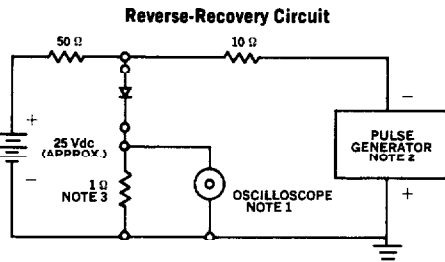 Reverse-Recovery Circuit
50 Ω
10 Ω
+
25 Vdc
(APPROX.)
−
1 Ω
NOTE 3
OSCILLOSCOPE
NOTE 1
−
PULSE
GENERATOR
NOTE 2
+